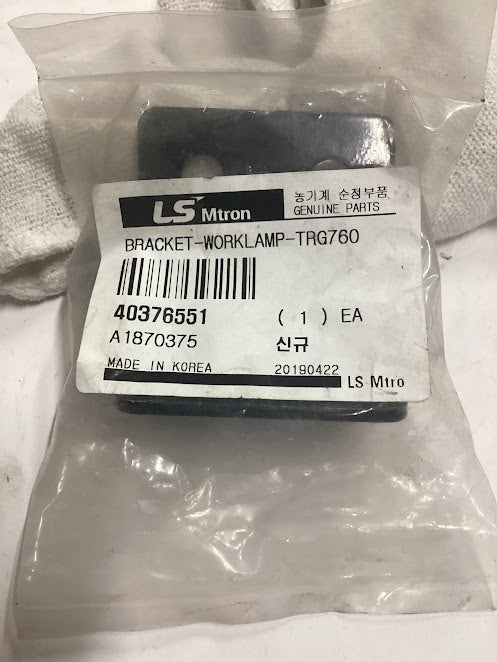 LS Mtron
농기계 순정부품
GENUINE PARTS
BRACKET-WORKLAMP-TRG760
40376551
( 1 ) EA
A1870375
신규
MADE IN KOREA
20190422
LS Mtro